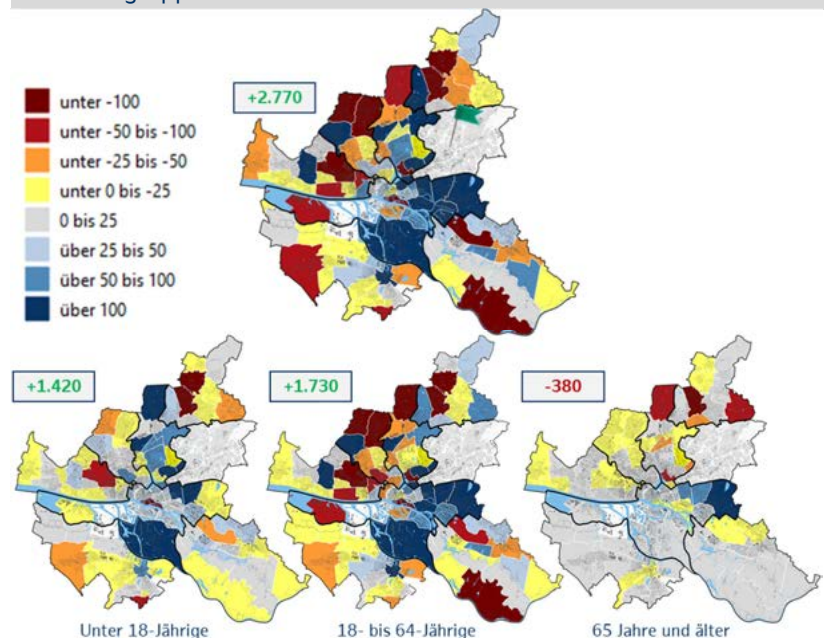 unter -100
unter -50 bis -100
unter -25 bis -50
unter 0 bis -25
0 bis 25
über 25 bis 50
über 50 bis 100
über 100
+2.770
+1.420
+1.730
-380
Unter 18-Jährige
18- bis 64-Jährige
65 Jahre und älter